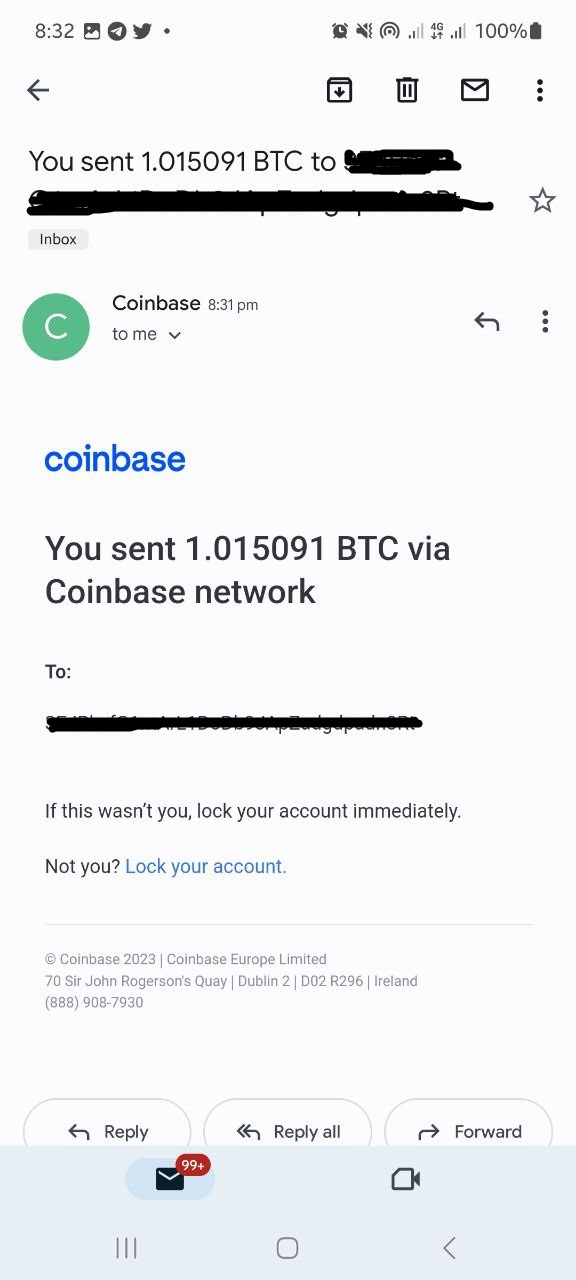 8:32
4G
100%
You sent 1.015091 BTC to
Inbox
C
Coinbase 8:31 pm
to me
coinbase
You sent 1.015091 BTC via
Coinbase network
To:
If this wasn't you, lock your account immediately.
Not you? Lock your account.
© Coinbase 2023 | Coinbase Europe Limited
70 Sir John Rogerson's Quay | Dublin 2 | D02 R296 | Ireland
(888) 908-7930
Reply
Reply all
Forward
99+